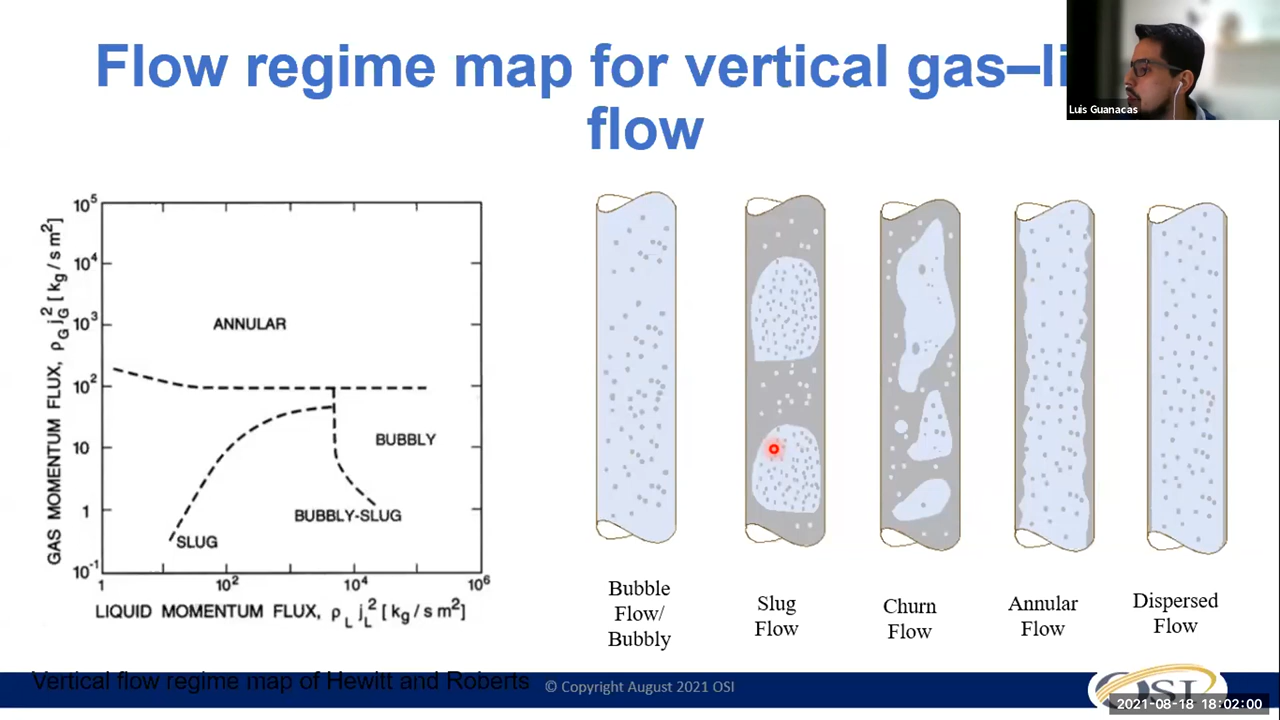 Flow regime map for vertical gas–li
flow
Luis Guanacas
10⁵
10⁴
10³
10²
10
1
10⁻¹
GAS MOMENTUM FLUX, ρ_G j_G² [kg/s m²]
ANNULAR
BUBBLY
BUBBLY-SLUG
SLUG
1
10²
10⁴
10⁶
LIQUID MOMENTUM FLUX, ρ_L j_L² [kg/s m²]
Bubble
Flow/
Bubbly
Slug
Flow
Churn
Flow
Annular
Flow
Dispersed
Flow
Vertical flow regime map of Hewitt and Roberts
© Copyright August 2021 OSI
OSI
2021-08-18 18:02:00